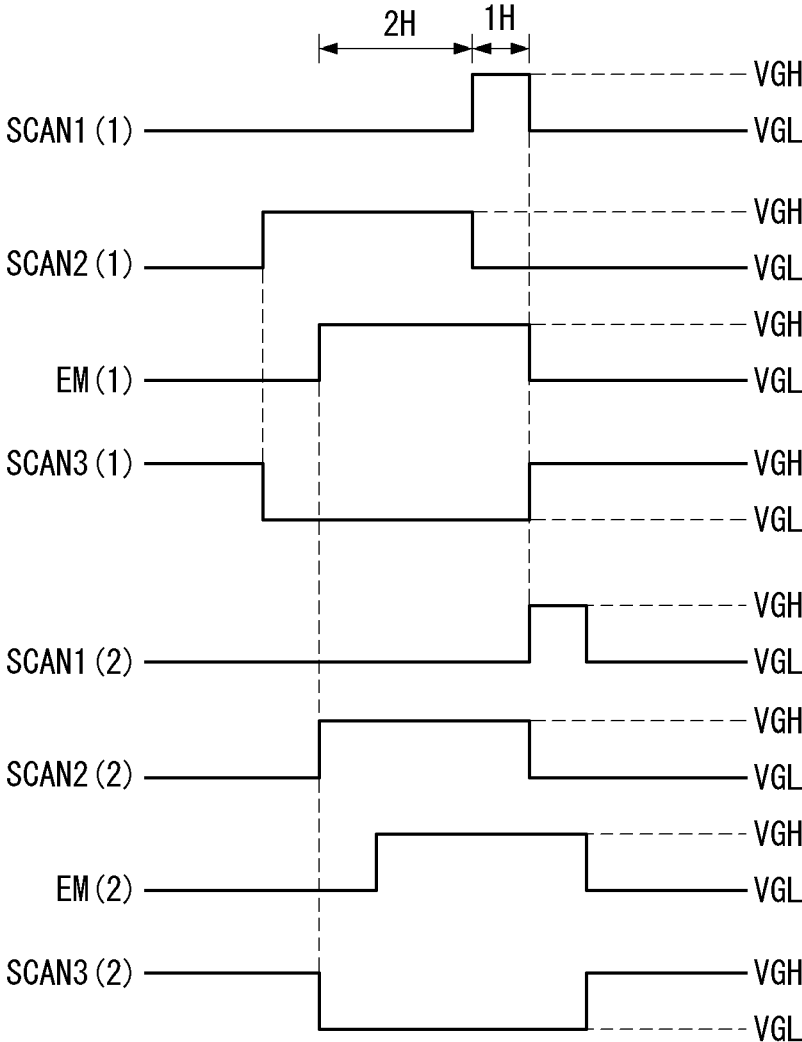 2H 1H
VGH
SCAN1(1) VGL
VGH
SCAN2(1) VGL
VGH
EM(1) VGL
SCAN3(1) VGH
VGL
VGH
SCAN1(2) VGL
VGH
SCAN2(2) VGL
VGH
EM(2) VGL
SCAN3(2) VGH
VGL